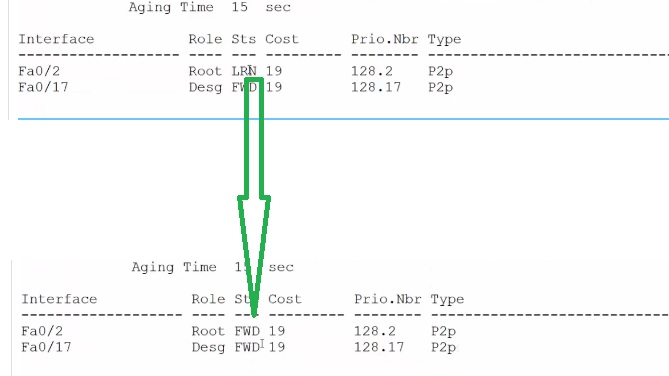 Aging Time 15 sec
Interface Role Sts Cost Prio.Nbr Type
------------------- ---- --- --------- -------- --------------------------------
Fa0/2 Root LRN 19 128.2 P2p
Fa0/17 Desg FWD 19 128.17 P2p
Aging Time sec
Interface Role Cost Prio.Nbr Type
------------------- ---- --- --------- -------- --------------------------------
Fa0/2 Root FWD 19 128.2 P2p
Fa0/17 Desg FWD 19 128.17 P2p